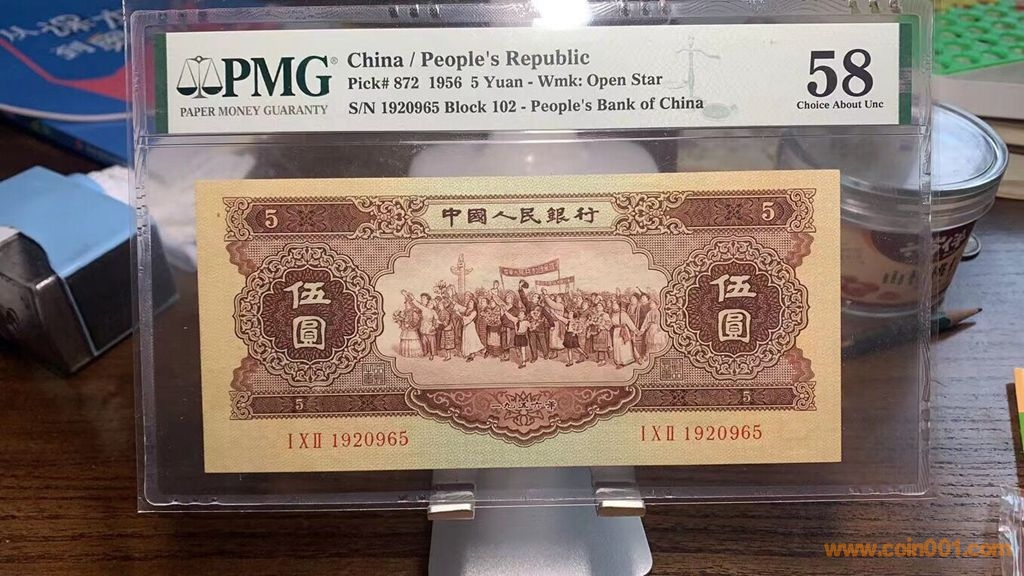 PMG
PAPER MONEY GUARANTY
China / People's Republic
Pick# 872 1956 5 Yuan - Wmk: Open Star
S/N 1920965 Block 102 - People's Bank of China
58
Choice About Unc
5
中國人民銀行
5
伍圓
伍圓
5
5
I X II 1920965
I X II 1920965
www.coin001.com